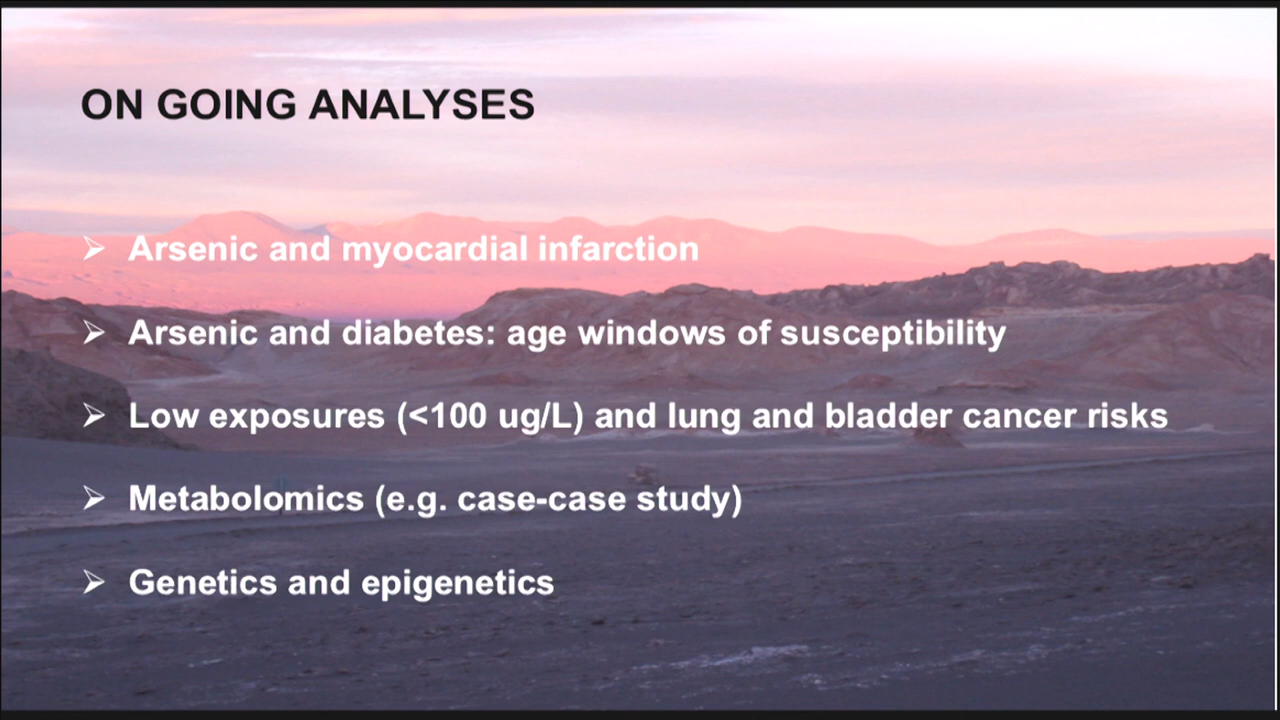 ON GOING ANALYSES
➢ Arsenic and myocardial infarction
➢ Arsenic and diabetes: age windows of susceptibility
➢ Low exposures (<100 ug/L) and lung and bladder cancer risks
➢ Metabolomics (e.g. case-case study)
➢ Genetics and epigenetics